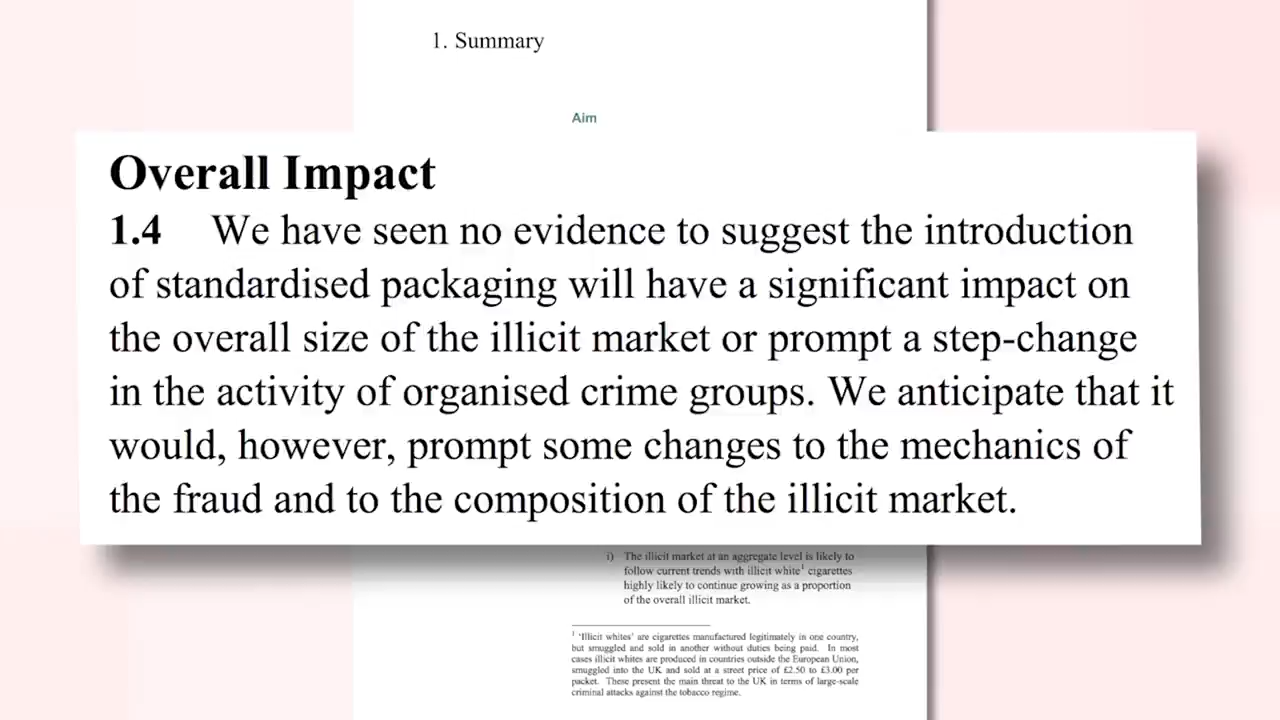 1. Summary
Aim
Overall Impact
1.4 We have seen no evidence to suggest the introduction
of standardised packaging will have a significant impact on
the overall size of the illicit market or prompt a step-change
in the activity of organised crime groups. We anticipate that it
would, however, prompt some changes to the mechanics of
the fraud and to the composition of the illicit market.
i) The illicit market at an aggregate level is likely to
follow current trends with illicit white¹ cigarettes
highly likely to continue growing as a proportion
of the overall illicit market.
¹ 'Illicit whites' are cigarettes manufactured legitimately in one country,
but smuggled and sold in another without duties being paid. In most
cases illicit whites are produced in countries outside the European Union,
smuggled into the UK and sold at a street price of £2.50 to £3.00 per
packet. These present the main threat to the UK in terms of large-scale
criminal attacks against the tobacco regime.